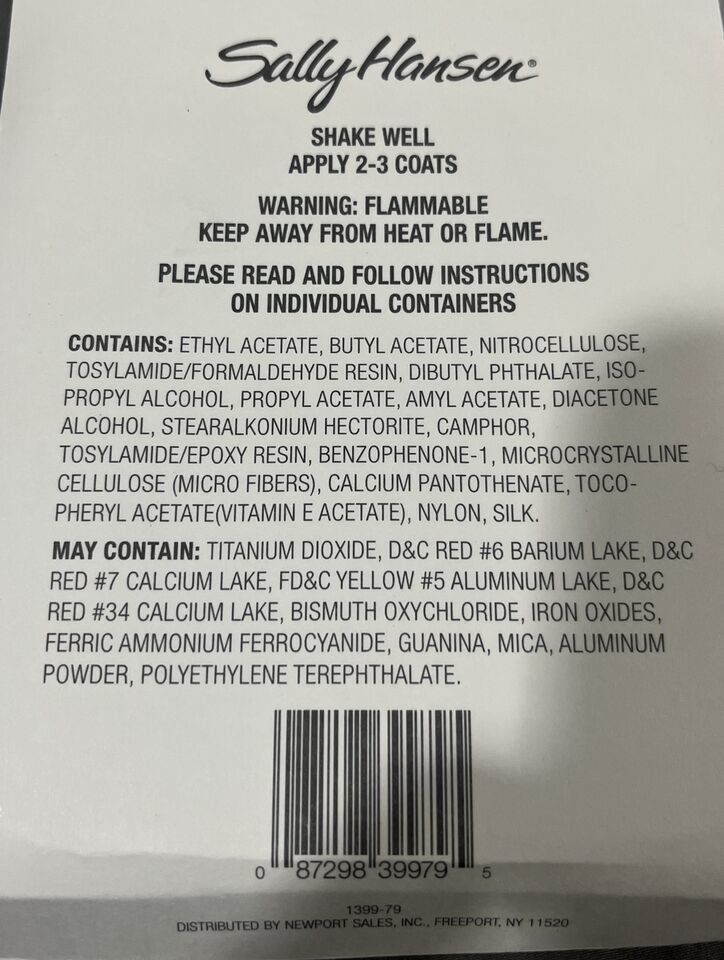 Sally Hansen®
SHAKE WELL
APPLY 2-3 COATS
WARNING: FLAMMABLE
KEEP AWAY FROM HEAT OR FLAME.
PLEASE READ AND FOLLOW INSTRUCTIONS
ON INDIVIDUAL CONTAINERS
CONTAINS: ETHYL ACETATE, BUTYL ACETATE, NITROCELLULOSE,
TOSYLAMIDE/FORMALDEHYDE RESIN, DIBUTYL PHTHALATE, ISO-
PROPYL ALCOHOL, PROPYL ACETATE, AMYL ACETATE, DIACETONE
ALCOHOL, STEARALKONIUM HECTORITE, CAMPHOR,
TOSYLAMIDE/EPOXY RESIN, BENZOPHENONE-1, MICROCRYSTALLINE
CELLULOSE (MICRO FIBERS), CALCIUM PANTOTHENATE, TOCO-
PHERYL ACETATE(VITAMIN E ACETATE), NYLON, SILK.
MAY CONTAIN: TITANIUM DIOXIDE, D&C RED #6 BARIUM LAKE, D&C
RED #7 CALCIUM LAKE, FD&C YELLOW #5 ALUMINUM LAKE, D&C
RED #34 CALCIUM LAKE, BISMUTH OXYCHLORIDE, IRON OXIDES,
FERRIC AMMONIUM FERROCYANIDE, GUANINA, MICA, ALUMINUM
POWDER, POLYETHYLENE TEREPHTHALATE.
0 87298 39979 5
1399-79
DISTRIBUTED BY NEWPORT SALES, INC., FREEPORT, NY 11520